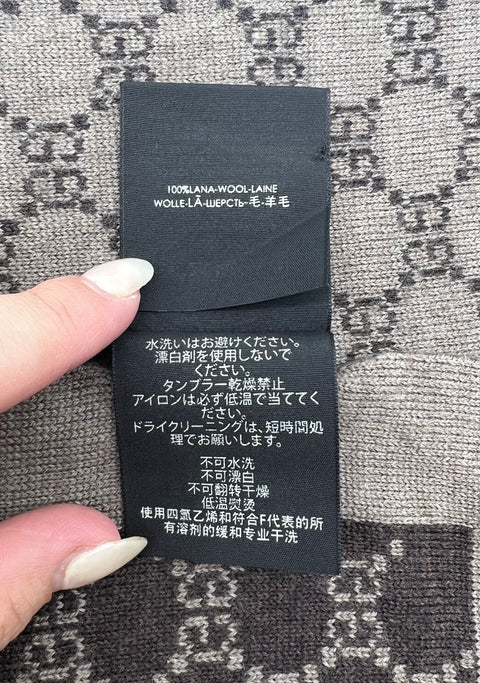 100%LANA-WOOL-LAINE
WOLLE-LÃ-ШЕРСТЬ-毛-羊毛
水洗いはお避けください。
漂白剤を使用しないで
ください。
タンブラー乾燥禁止
アイロンは必ず低温で当ててく
ださい。
ドライクリーニングは、短時間処
理でお願いします。
不可水洗
不可漂白
不可翻转干燥
低温熨烫
使用四氯乙烯和符合F代表的所
有溶剂的缓和专业干洗